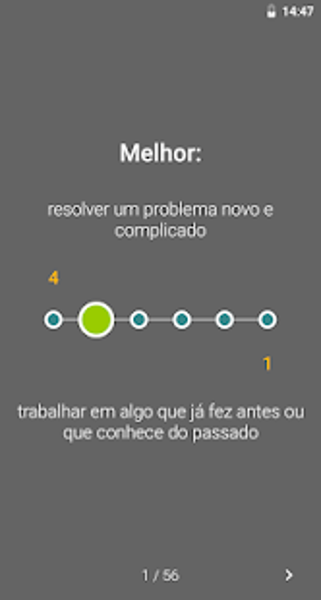 14:47
Melhor:
resolver um problema novo e
complicado
4
1
trabalhar em algo que já fez antes ou
que conhece do passado
1 / 56